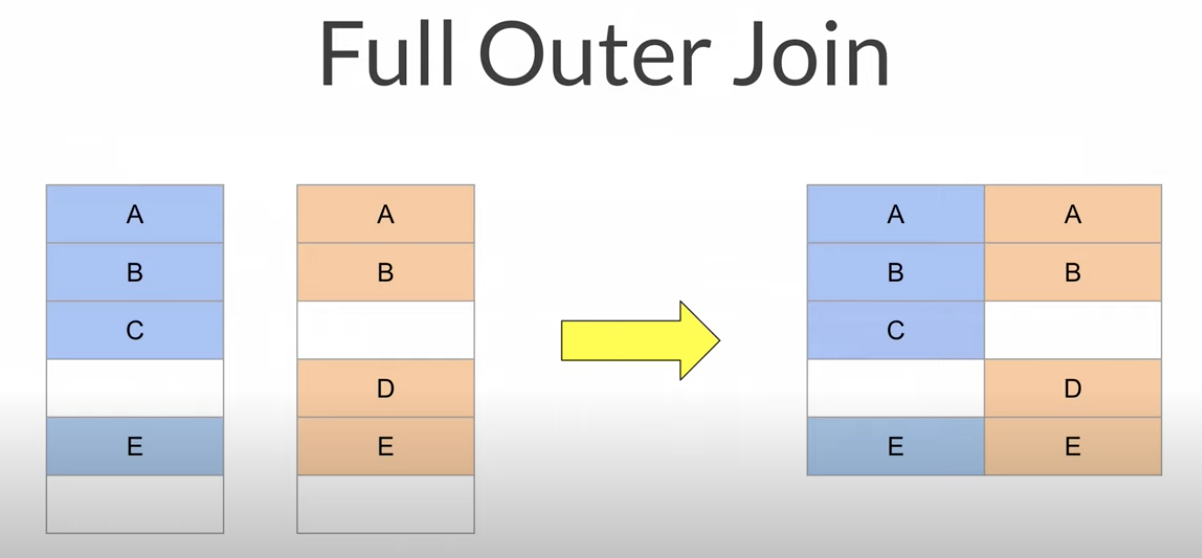 Full Outer Join
A A A A
B B B B
C C
D D
E E E E